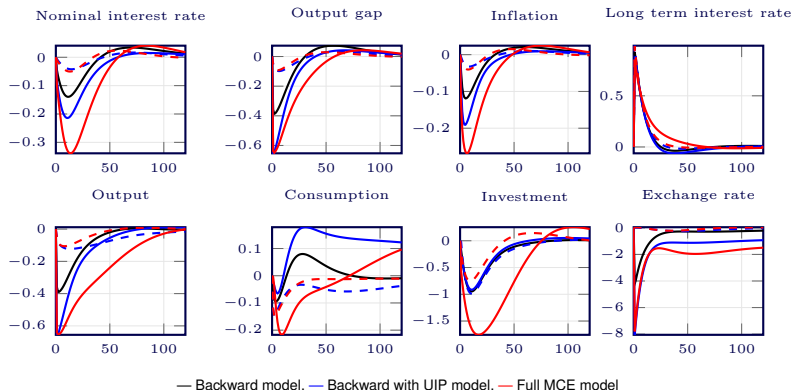 Nominal interest rate
Output gap
Inflation
Long term interest rate
0
−0.1
−0.2
−0.3
0 50 100
0
−0.2
−0.4
−0.6
0 50 100
0
−0.1
−0.2
0 50 100
0.5
0
0 50 100
Output
Consumption
Investment
Exchange rate
0
−0.2
−0.4
−0.6
0 50 100
0.1
0
−0.1
−0.2
0 50 100
0
−0.5
−1
−1.5
0 50 100
0
−2
−4
−6
−8
0 50 100
— Backward model, — Backward with UIP model, — Full MCE model